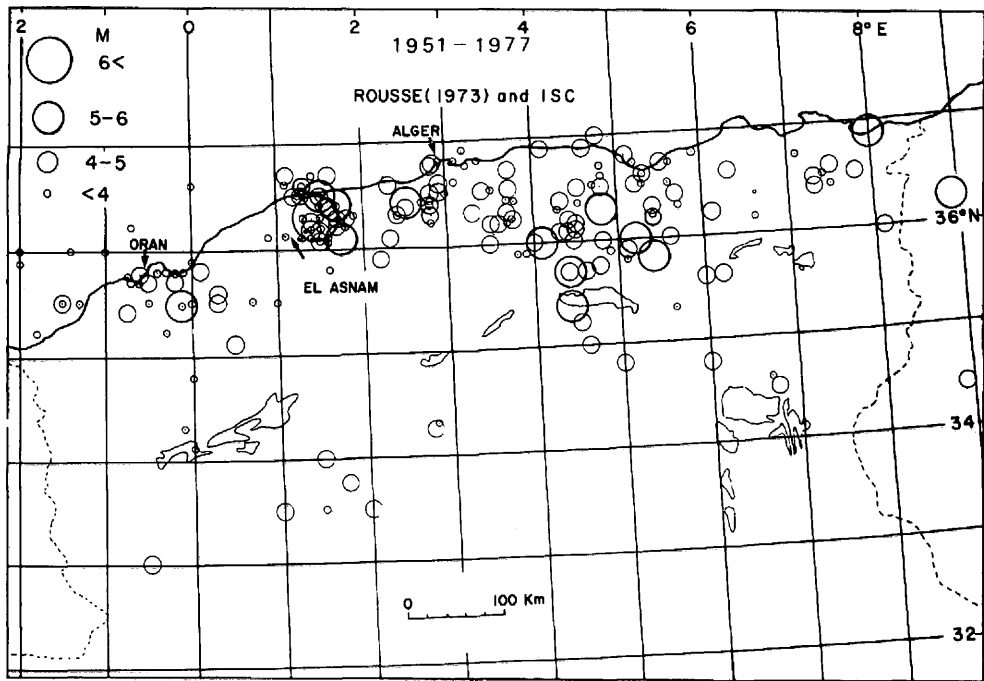 2 0 2 4 6 8° E
M
1951 – 1977
6<
ROUSSE(1973) and ISC
5–6
ALGER
4–5
<4
36°N
ORAN
EL ASNAM
34
0 100 Km
32